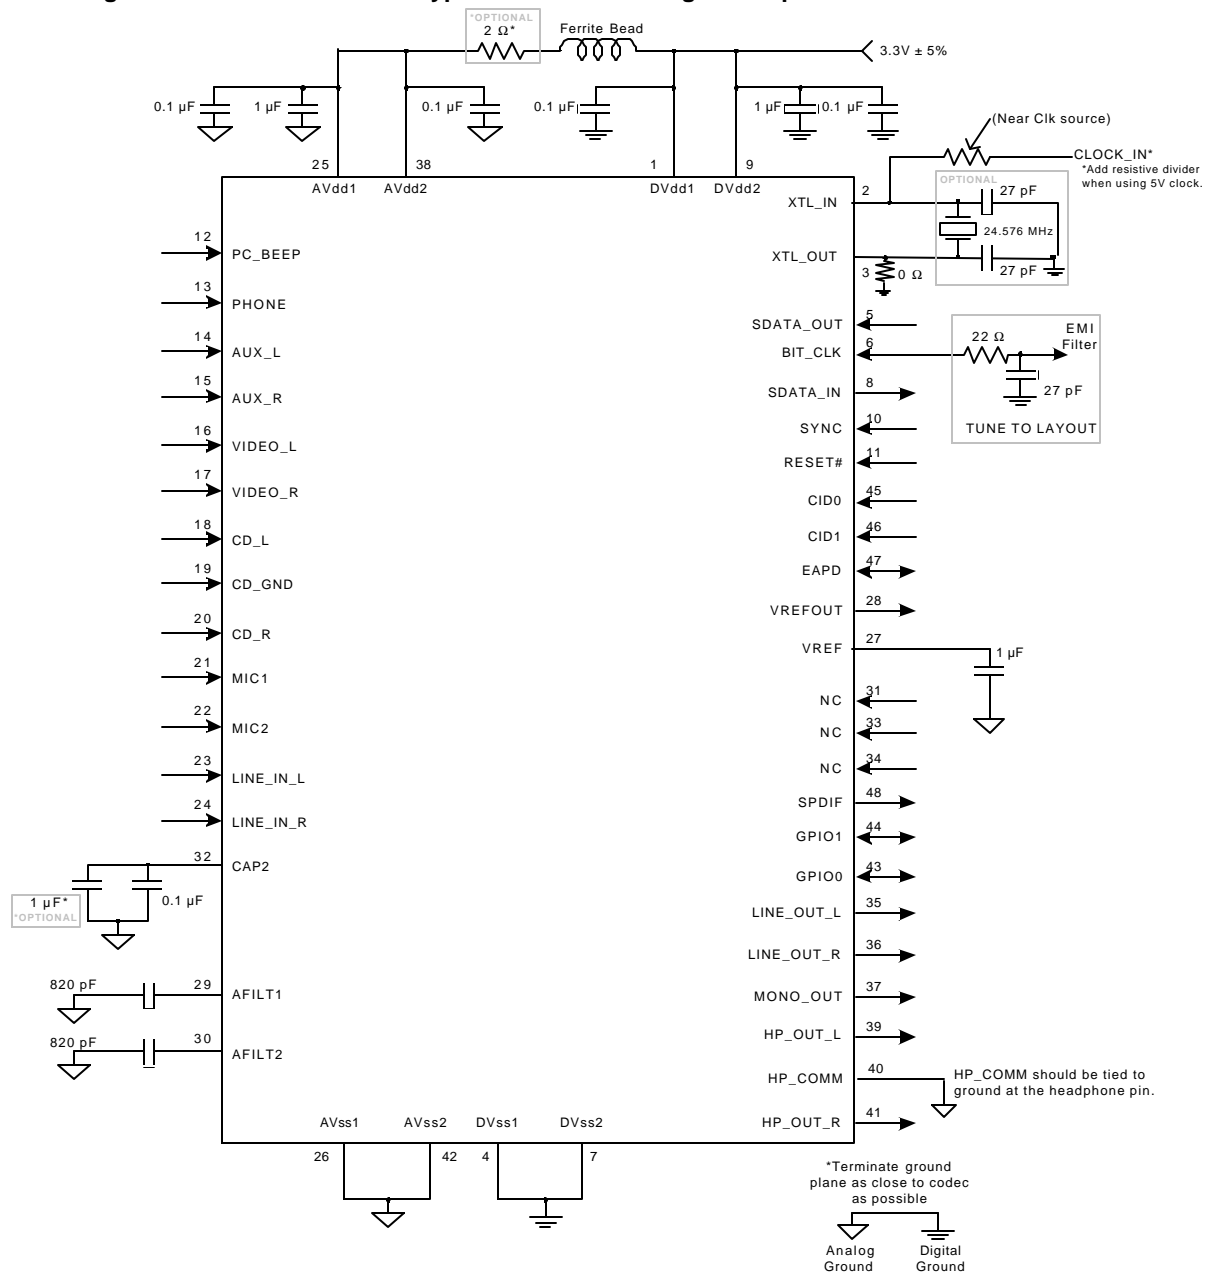 *OPTIONAL
2 Ω*
Ferrite Bead
3.3V ± 5%
0.1 µF
1 µF
0.1 µF
0.1 µF
1 µF
0.1 µF
(Near Clk source)
CLOCK_IN*
*Add resistive divider
when using 5V clock.
25
38
1
9
AVdd1
AVdd2
DVdd1
DVdd2
2
XTL_IN
OPTIONAL
27 pF
24.576 MHz
27 pF
XTL_OUT
3
0 Ω
12
PC_BEEP
13
PHONE
14
AUX_L
15
AUX_R
16
VIDEO_L
17
VIDEO_R
18
CD_L
19
CD_GND
20
CD_R
21
MIC1
22
MIC2
23
LINE_IN_L
24
LINE_IN_R
32
CAP2
1 µF*
*OPTIONAL
0.1 µF
820 pF
29
AFILT1
820 pF
30
AFILT2
SDATA_OUT
5
BIT_CLK
6
22 Ω
EMI
Filter
27 pF
TUNE TO LAYOUT
SDATA_IN
8
SYNC
10
RESET#
11
CID0
45
CID1
46
EAPD
47
VREFOUT
28
VREF
27
1 µF
NC
31
NC
33
NC
34
SPDIF
48
GPIO1
44
GPIO0
43
LINE_OUT_L
35
LINE_OUT_R
36
MONO_OUT
37
HP_OUT_L
39
HP_COMM
40
HP_COMM should be tied to
ground at the headphone pin.
HP_OUT_R
41
AVss1
AVss2
DVss1
DVss2
26
42
4
7
*Terminate ground
plane as close to codec
as possible
Analog
Ground
Digital
Ground